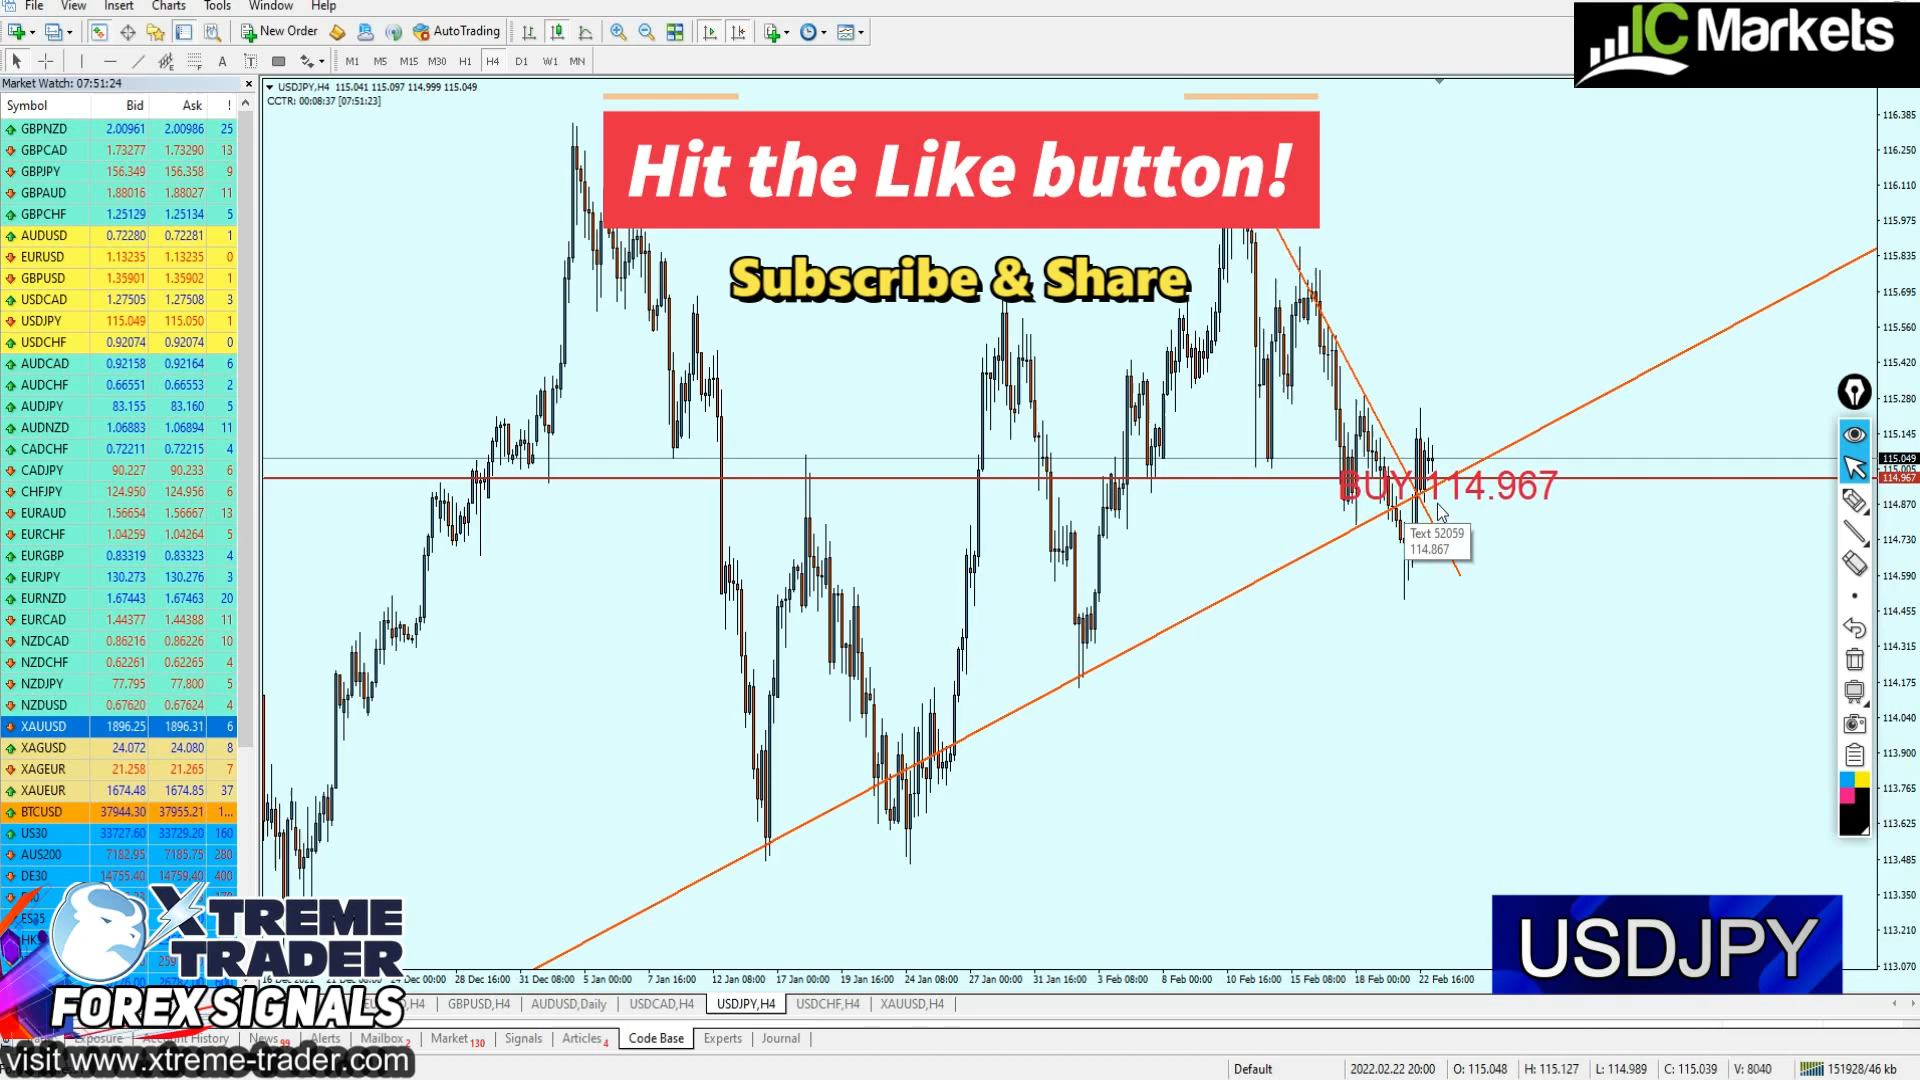 File View Insert Charts Tools Window Help
New Order AutoTrading
A T M1 M5 M15 M30 H1 H4 D1 W1 MN
IC Markets
Market Watch: 07:51:24
Symbol Bid Ask !
GBPNZD 2.00961 2.00986 25
GBPCAD 1.73277 1.73290 13
GBPJPY 156.349 156.358 9
GBPAUD 1.88016 1.88027 11
GBPCHF 1.25129 1.25134 5
AUDUSD 0.72280 0.72281 1
EURUSD 1.13235 1.13235 0
GBPUSD 1.35901 1.35902 1
USDCAD 1.27505 1.27508 3
USDJPY 115.049 115.050 1
USDCHF 0.92074 0.92074 0
AUDCAD 0.92158 0.92164 6
AUDCHF 0.66551 0.66553 2
AUDJPY 83.155 83.160 5
AUDNZD 1.06883 1.06894 11
CADCHF 0.72211 0.72215 4
CADJPY 90.227 90.233 6
CHFJPY 124.950 124.956 6
EURAUD 1.56654 1.56667 13
EURCHF 1.04259 1.04264 5
EURGBP 0.83319 0.83323 4
EURJPY 130.273 130.276 3
EURNZD 1.67443 1.67463 20
EURCAD 1.44377 1.44388 11
NZDCAD 0.86216 0.86226 10
NZDCHF 0.62261 0.62265 4
NZDJPY 77.795 77.800 5
NZDUSD 0.67620 0.67624 4
XAUUSD 1896.25 1896.31 6
XAGUSD 24.072 24.080 8
XAGEUR 21.258 21.265 7
XAUEUR 1674.48 1674.85 37
BTCUSD 37944.30 37955.21 1...
US30 33727.60 33729.20 160
AUS200 7182.95 7185.75 280
DE30 14755.40 14759.40 400
ES35
USDJPY,H4 115.041 115.097 114.999 115.049
CCTR: 00:08:37 [07:51:23]
Hit the Like button!
Subscribe & Share
BUY 114.967
Text 52059
114.867
116.385
116.250
116.110
115.975
115.835
115.695
115.560
115.420
115.280
115.145
115.049
115.005
114.967
114.870
114.730
114.590
114.455
114.315
114.175
114.040
113.900
113.765
113.625
113.485
113.350
113.210
113.070
USDJPY
XTREME
TRADER
FOREX SIGNALS
visit www.xtreme-trader.com
28 Dec 16:00 31 Dec 08:00 5 Jan 00:00 7 Jan 16:00 12 Jan 08:00 17 Jan 00:00 19 Jan 16:00 24 Jan 08:00 27 Jan 00:00 31 Jan 16:00 3 Feb 08:00 8 Feb 00:00 10 Feb 16:00 15 Feb 08:00 18 Feb 00:00 22 Feb 16:00
GBPUSD,H4 AUDUSD,Daily USDCAD,H4 USDJPY,H4 USDCHF,H4 XAUUSD,H4
Exposure Account History News 99 Alerts Mailbox 2 Market 130 Signals Articles 4 Code Base Experts Journal
Default 2022.02.22 20:00 O: 115.048 H: 115.127 L: 114.989 C: 115.039 V: 8040 151928/46 kb